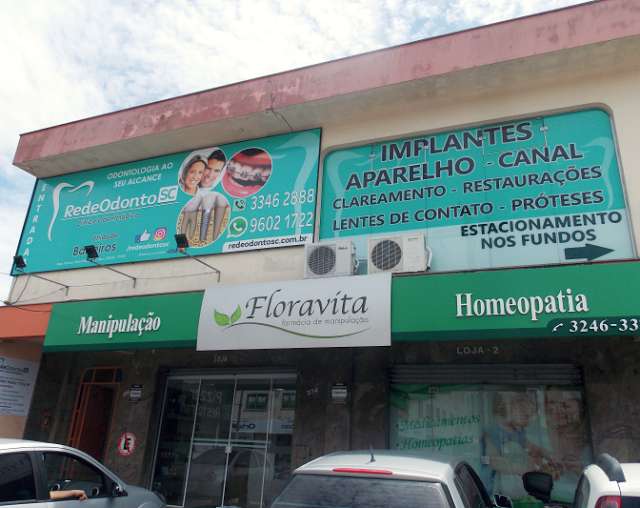 ENTRADA
ODONTOLOGIA AO
SEU ALCANCE
RedeOdonto SC
3346 2888
9602 1722
/redeodontosc
redeodontosc.com.br
IMPLANTES
APARELHO - CANAL
CLAREAMENTO - RESTAURAÇÕES
LENTES DE CONTATO - PRÓTESES
ESTACIONAMENTO
NOS FUNDOS
Manipulação
Floravita
farmácia de manipulação
Homeopatia
3246-33
LOJA
LOJA - 2
• Medicamentos
• Homeopatias
E